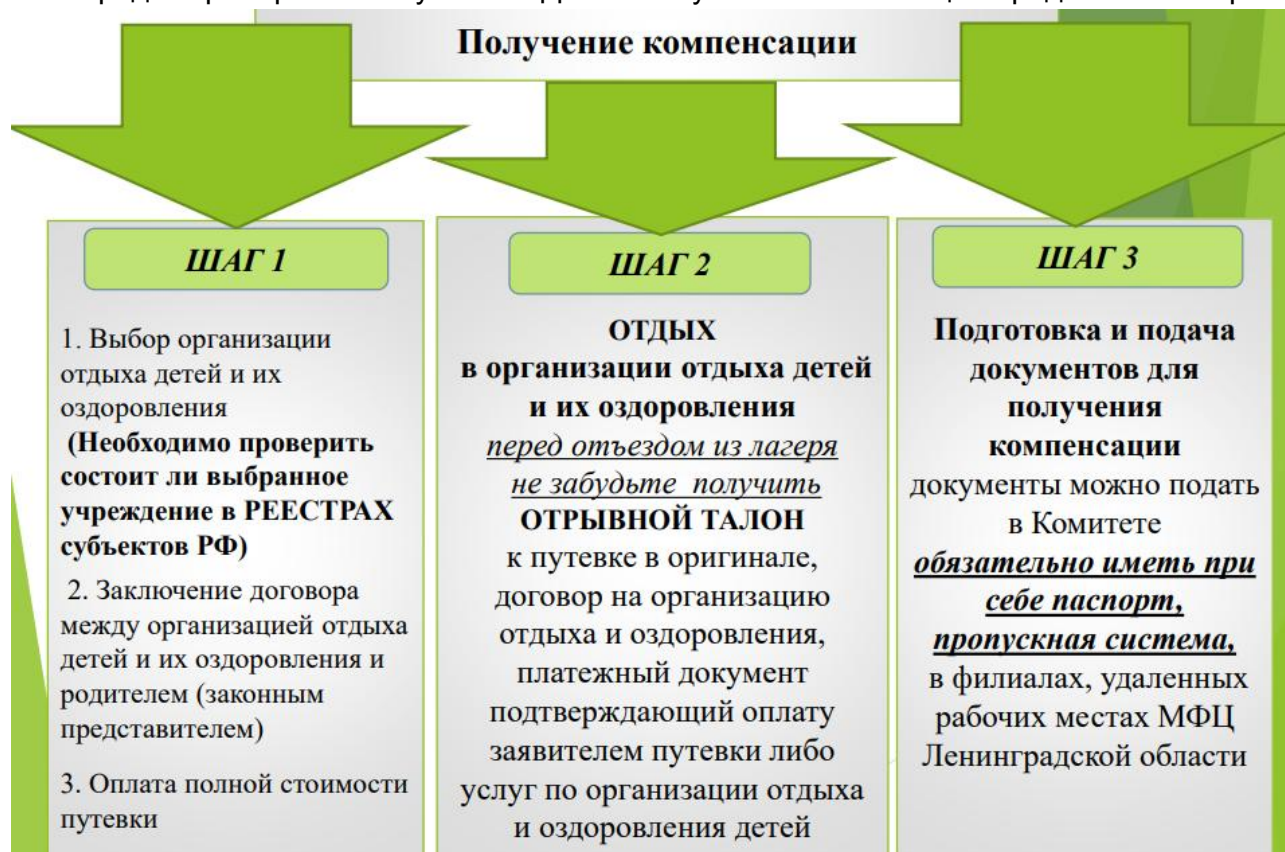 Получение компенсации
ШАГ 1
1. Выбор организации
отдыха детей и их
оздоровления
(Необходимо проверить
состоит ли выбранное
учреждение в РЕЕСТРАХ
субъектов РФ)
2. Заключение договора
между организацией отдыха
детей и их оздоровления и
родителем (законным
представителем)
3. Оплата полной стоимости
путевки
ШАГ 2
ОТДЫХ
в организации отдыха детей
и их оздоровления
перед отъездом из лагеря
не забудьте получить
ОТРЫВНОЙ ТАЛОН
к путевке в оригинале,
договор на организацию
отдыха и оздоровления,
платежный документ
подтверждающий оплату
заявителем путевки либо
услуг по организации отдыха
и оздоровления детей
ШАГ 3
Подготовка и подача
документов для
получения
компенсации
документы можно подать
в Комитете
обязательно иметь при
себе паспорт,
пропускная система,
в филиалах, удаленных
рабочих местах МФЦ
Ленинградской области